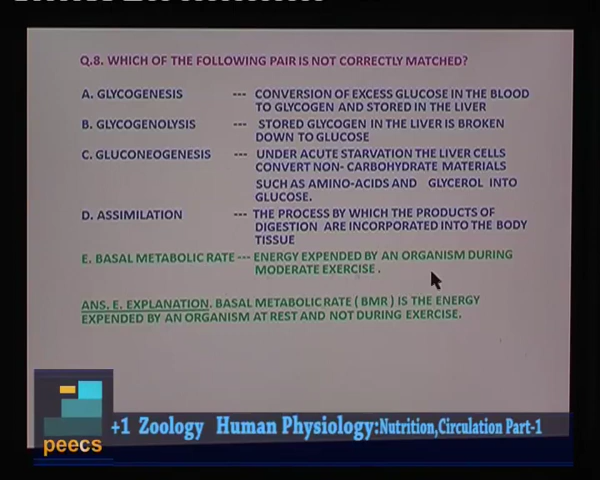 Q.8. WHICH OF THE FOLLOWING PAIR IS NOT CORRECTLY MATCHED?
A. GLYCOGENESIS --- CONVERSION OF EXCESS GLUCOSE IN THE BLOOD
TO GLYCOGEN AND STORED IN THE LIVER
B. GLYCOGENOLYSIS --- STORED GLYCOGEN IN THE LIVER IS BROKEN
DOWN TO GLUCOSE
C. GLUCONEOGENESIS --- UNDER ACUTE STARVATION THE LIVER CELLS
CONVERT NON- CARBOHYDRATE MATERIALS
SUCH AS AMINO-ACIDS AND GLYCEROL INTO
GLUCOSE.
D. ASSIMILATION --- THE PROCESS BY WHICH THE PRODUCTS OF
DIGESTION ARE INCORPORATED INTO THE BODY
TISSUE
E. BASAL METABOLIC RATE --- ENERGY EXPENDED BY AN ORGANISM DURING
MODERATE EXERCISE .
ANS. E. EXPLANATION. BASAL METABOLIC RATE ( BMR ) IS THE ENERGY
EXPENDED BY AN ORGANISM AT REST AND NOT DURING EXERCISE.
+1 Zoology Human Physiology:Nutrition,Circulation Part-1
peecs